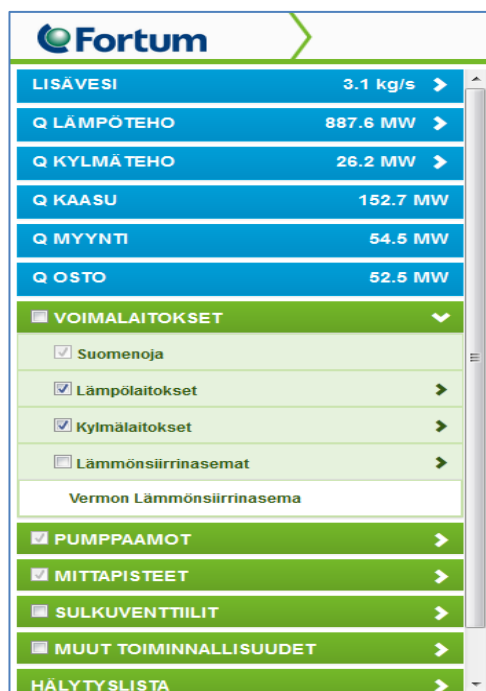 Fortum
LISÄVESI 3.1 kg/s
Q LÄMPÖTEHO 887.6 MW
Q KYLMÄTEHO 26.2 MW
Q KAASU 152.7 MW
Q MYYNTI 54.5 MW
Q OSTO 52.5 MW
VOIMALAITOKSET
Suomenoja
Lämpölaitokset
Kylmälaitokset
Lämmönsiirrinasemat
Vermon Lämmönsiirrinasema
PUMPPAAMOT
MITTAPISTEET
SULKUVENTTIILIT
MUUT TOIMINNALLISUUDET
HÄLYTYSLISTA